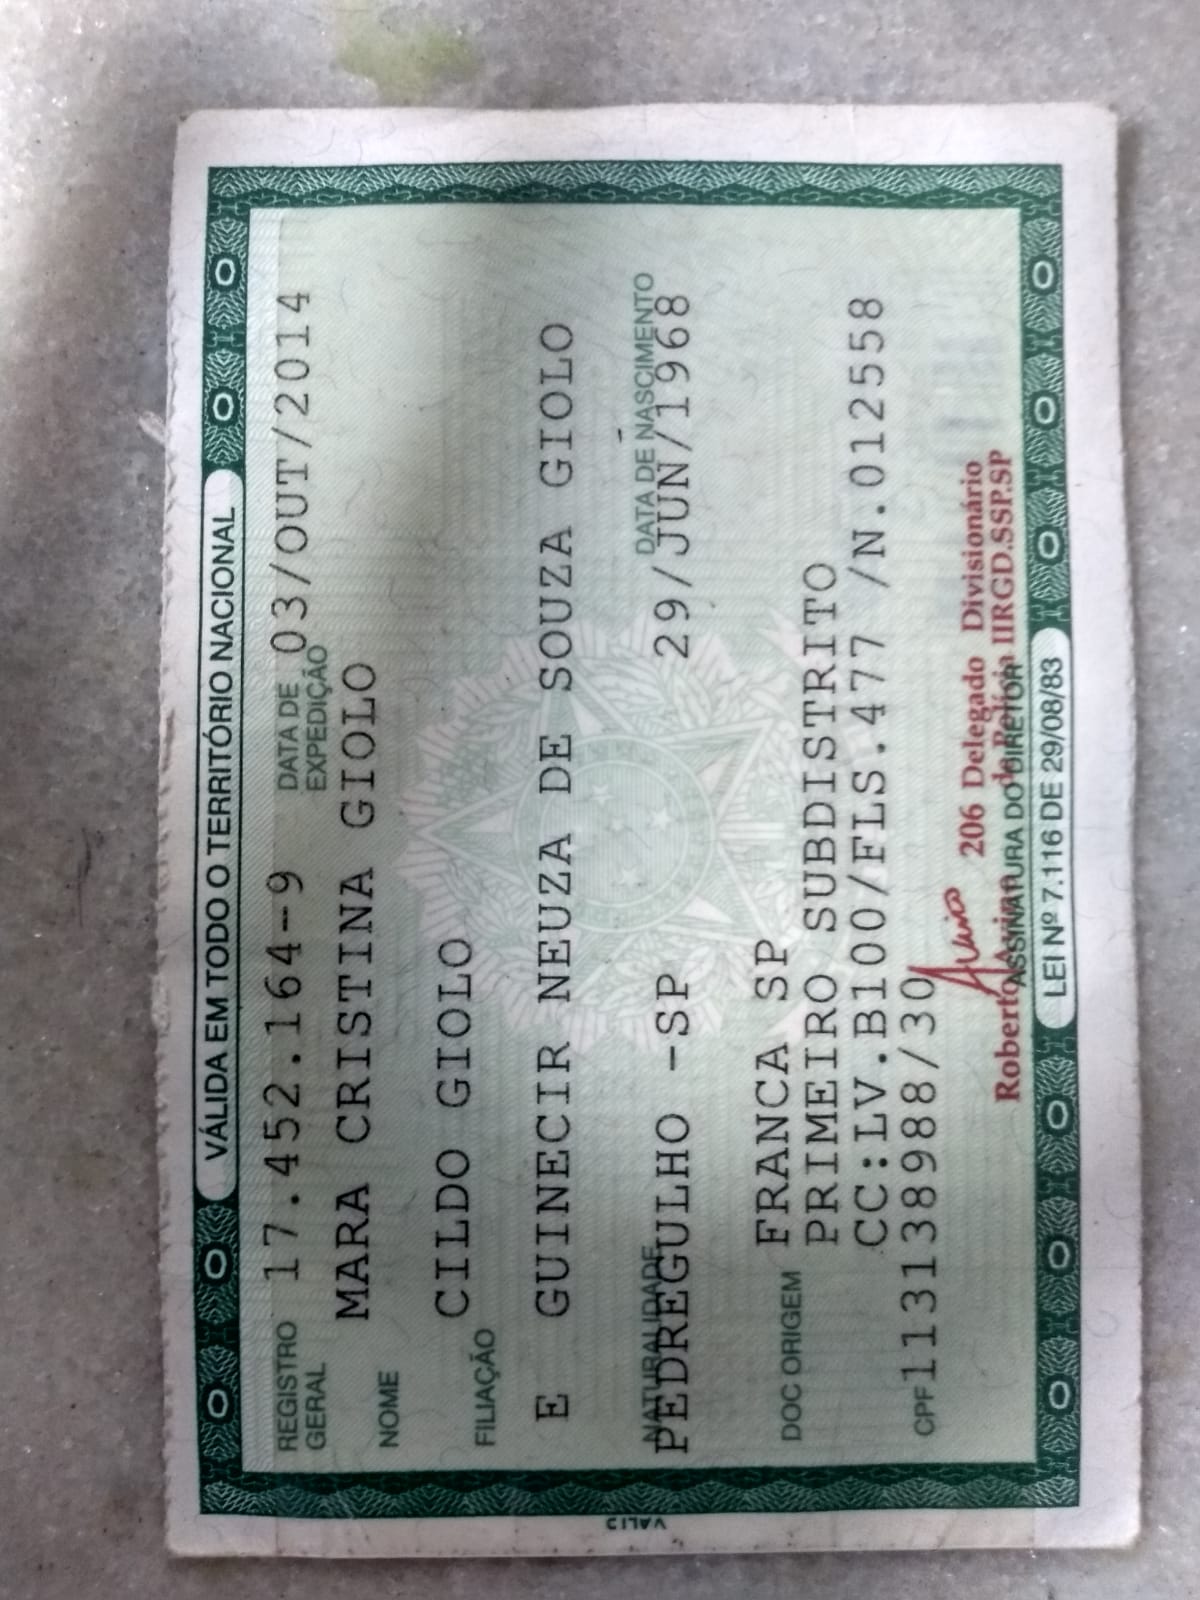 VÁLIDA EM TODO O TERRITÓRIO NACIONAL
REGISTRO GERAL 17.452.164-9 DATA DE EXPEDIÇÃO 03/OUT/2014
NOME MARA CRISTINA GIOLO
FILIAÇÃO CILDO GIOLO
E GUINECIR NEUZA DE SOUZA GIOLO
NATURALIDADE DATA DE NASCIMENTO
PEDREGULHO -SP 29/JUN/1968
DOC ORIGEM FRANCA SP
PRIMEIRO SUBDISTRITO
CC:LV.B100/FLS.477 /N.012558
CPF 113138988/30
206 Delegado Divisionário
Roberto Avino de Polícia IIRGD.SSP.SP
ASSINATURA DO DIRETOR
LEI Nº 7.116 DE 29/08/83